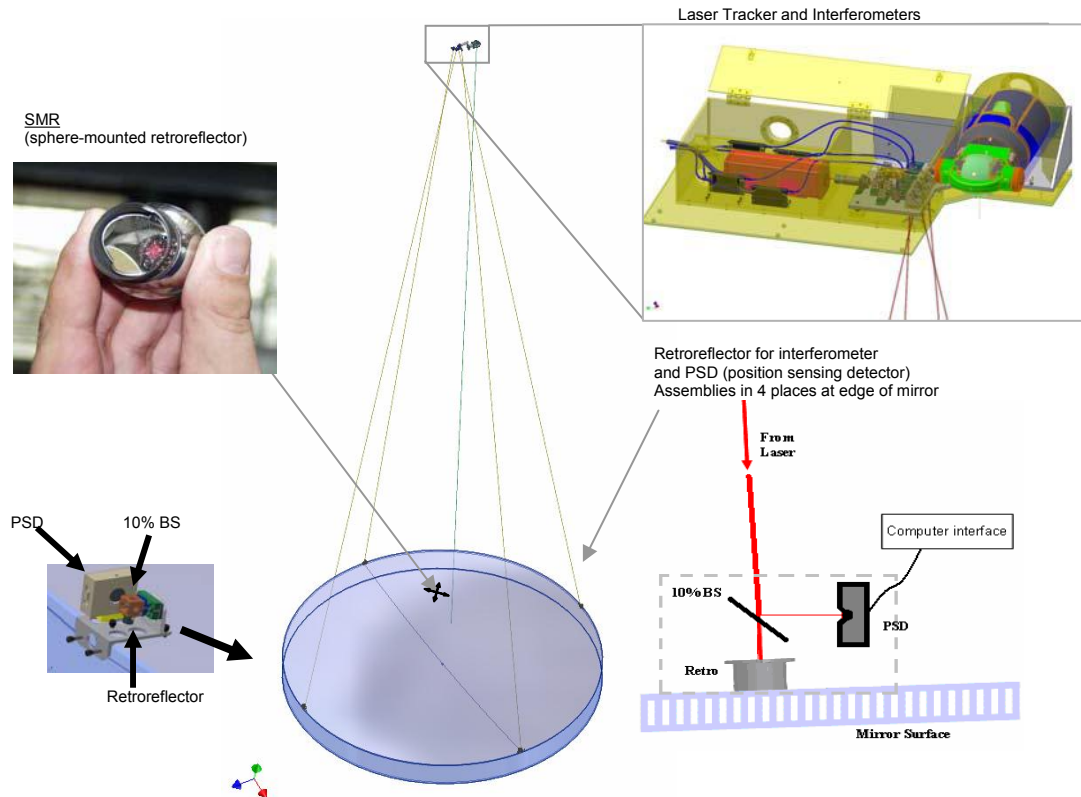 Laser Tracker and Interferometers
SMR
(sphere-mounted retroreflector)
Retroreflector for interferometer
and PSD (position sensing detector)
Assemblies in 4 places at edge of mirror
From
Laser
PSD
10% BS
Computer interface
10% BS
PSD
Retro
Retroreflector
Mirror Surface